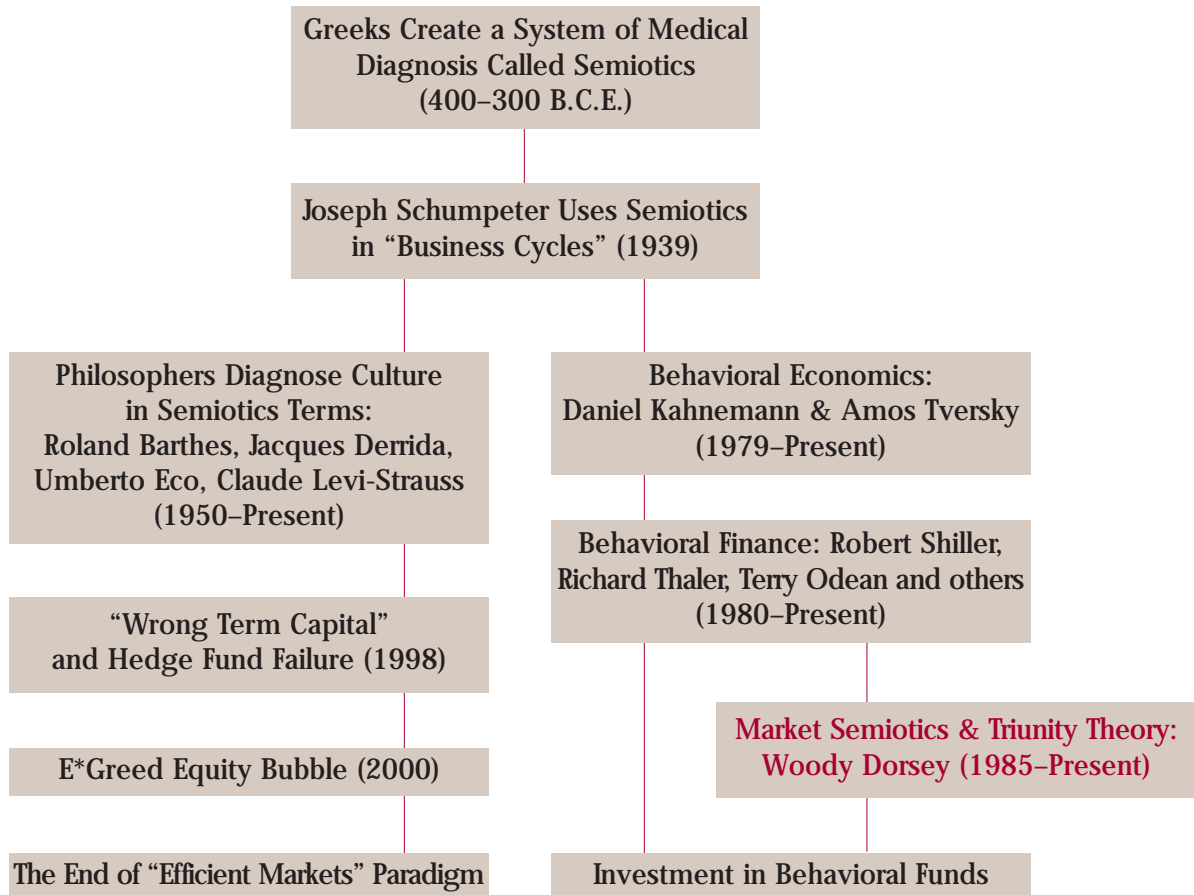 Greeks Create a System of Medical
Diagnosis Called Semiotics
(400–300 B.C.E.)
Joseph Schumpeter Uses Semiotics
in “Business Cycles” (1939)
Philosophers Diagnose Culture
in Semiotics Terms:
Roland Barthes, Jacques Derrida,
Umberto Eco, Claude Levi-Strauss
(1950–Present)
“Wrong Term Capital”
and Hedge Fund Failure (1998)
E*Greed Equity Bubble (2000)
The End of “Efficient Markets” Paradigm
Behavioral Economics:
Daniel Kahnemann & Amos Tversky
(1979–Present)
Behavioral Finance: Robert Shiller,
Richard Thaler, Terry Odean and others
(1980–Present)
Market Semiotics & Triunity Theory:
Woody Dorsey (1985–Present)
Investment in Behavioral Funds